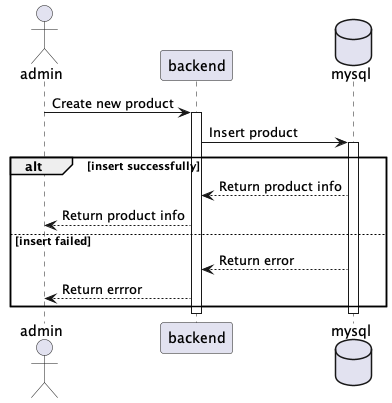 admin
backend
mysql
Create new product
Insert product
alt [insert successfully]
Return product info
Return product info
[insert failed]
Return error
Return errror
admin
backend
mysql